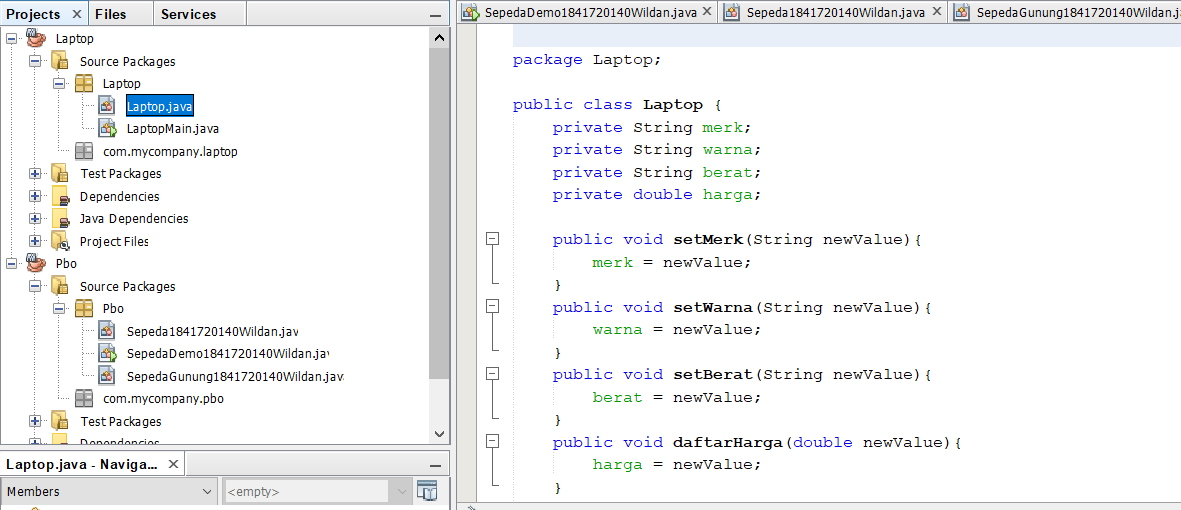 Projects Files Services
Laptop
Source Packages
Laptop
Laptop.java
LaptopMain.java
com.mycompany.laptop
Test Packages
Dependencies
Java Dependencies
Project Files
Pbo
Source Packages
Pbo
Sepeda1841720140Wildan.jav
SepedaDemo1841720140Wildan.jav
SepedaGunung1841720140Wildan.java
com.mycompany.pbo
Test Packages
Dependencies
Laptop.java - Naviga...
Members
<empty>
SepedaDemo1841720140Wildan.java Sepeda1841720140Wildan.java SepedaGunung1841720140Wildan.ja
package Laptop;
public class Laptop {
private String merk;
private String warna;
private String berat;
private double harga;
public void setMerk(String newValue){
merk = newValue;
}
public void setWarna(String newValue){
warna = newValue;
}
public void setBerat(String newValue){
berat = newValue;
}
public void daftarHarga(double newValue){
harga = newValue;
}